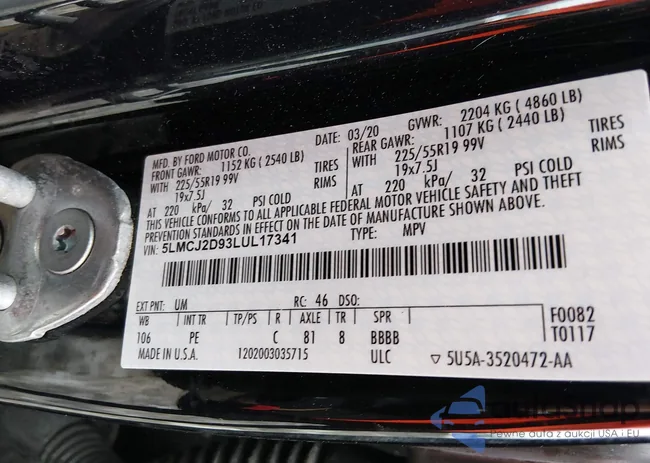 MFD. BY FORD MOTOR CO.
DATE: 03/20 GVWR: 2204 KG ( 4860 LB)
FRONT GAWR: 1152 KG ( 2540 LB)
REAR GAWR: 1107 KG ( 2440 LB)
WITH 225/55R19 99V TIRES
WITH 225/55R19 99V TIRES
19x7.5J RIMS
19x7.5J RIMS
AT 220 kPa/ 32 PSI COLD
AT 220 kPa/ 32 PSI COLD
THIS VEHICLE CONFORMS TO ALL APPLICABLE FEDERAL MOTOR VEHICLE SAFETY AND THEFT
PREVENTION STANDARDS IN EFFECT ON THE DATE OF MANUFACTURE SHOWN ABOVE.
VIN: 5LMCJ2D93LUL17341 TYPE: MPV
EXT PNT: UM RC: 46 DSO:
WB INT TR TP/PS R AXLE TR SPR
106 PE C 81 8 BBBB
F0082
T0117
MADE IN U.S.A. 1202003035715 ULC ▽ 5U5A-3520472-AA
Pewne auta z aukcji USA i EU